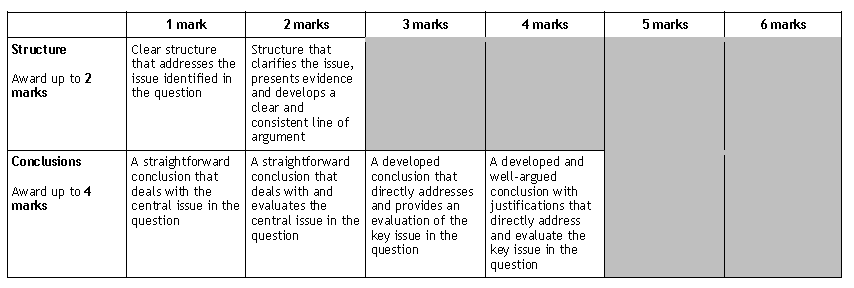 1 mark 2 marks 3 marks 4 marks 5 marks 6 marks
Structure
Award up to 2
marks
Clear structure
that addresses the
issue identified in
the question
Structure that
clarifies the issue,
presents evidence
and develops a
clear and
consistent line of
argument
Conclusions
Award up to 4
marks
A straightforward
conclusion that
deals with the
central issue in the
question
A straightforward
conclusion that
deals with and
evaluates the
central issue in the
question
A developed
conclusion that
directly addresses
and provides an
evaluation of the
key issue in the
question
A developed and
well-argued
conclusion with
justifications that
directly address
and evaluate the
key issue in the
question